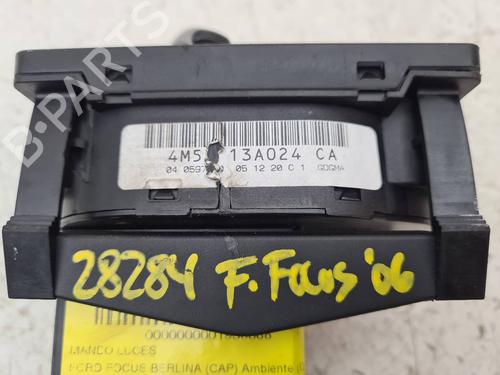 4M5 13A024 CA
04 0597 05 12 20 C 1 GDGMA
28284 F. Focus '06
MANDO LUCES
FORD FOCUS BERLINA (CAP) Ambiente
B-PARTS